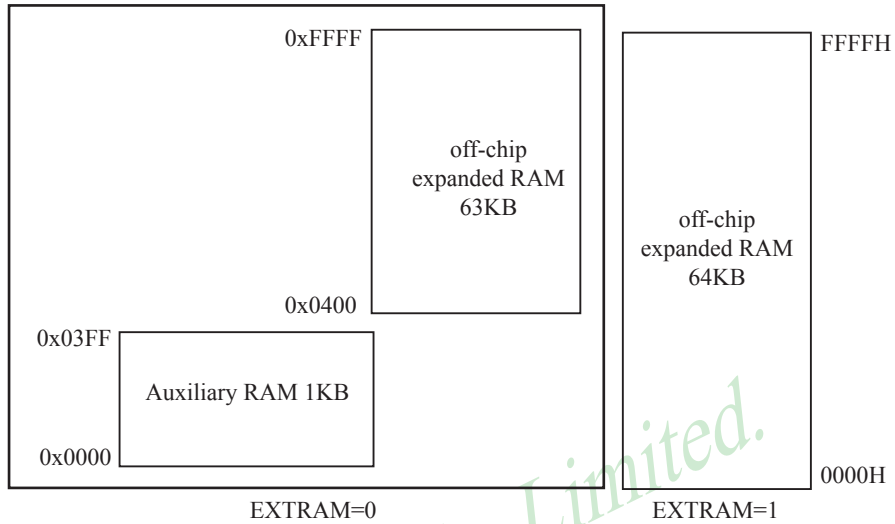 0xFFFF
off-chip
expanded RAM
63KB
0x0400
0x03FF
Auxiliary RAM 1KB
0x0000
EXTRAM=0
FFFFH
off-chip
expanded RAM
64KB
0000H
EXTRAM=1
Limited.